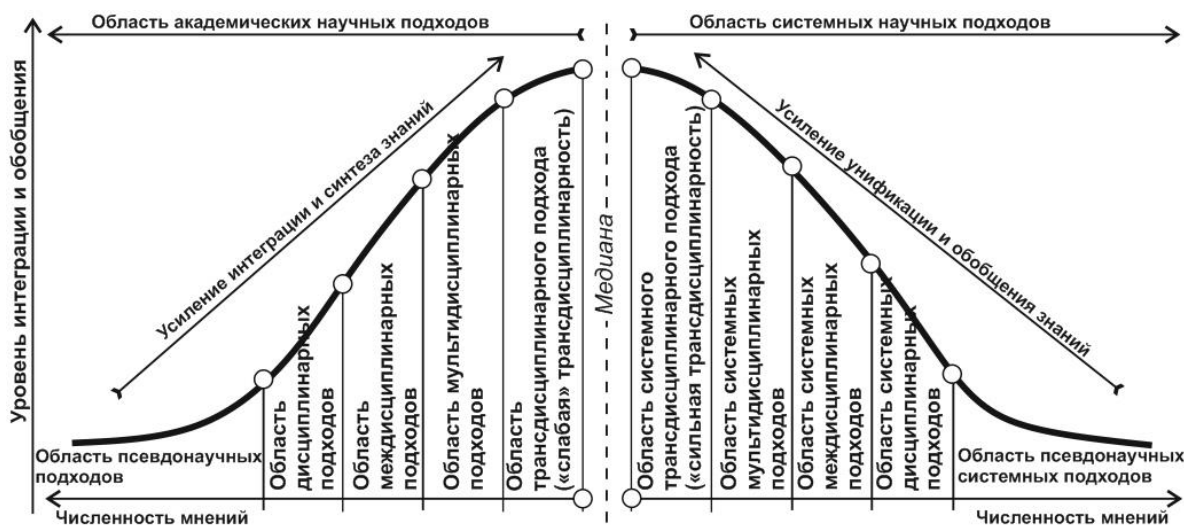 Область академических научных подходов
Область системных научных подходов
Уровень интеграции и обобщения
Усиление интеграции и синтеза знаний
Усиление унификации и обобщения знаний
Медиана
Область псевдонаучных
подходов
Область
дисциплинарных
подходов
Область
междисциплинарных
подходов
Область мультидисциплинарных
подходов
Область
трансдисциплинарного подхода
(«слабая» трансдисциплинарность)
Область системного
трансдисциплинарного подхода
(«сильная трансдисциплинарность)
Область системных
мультидисциплинарных
подходов
Область системных
междисциплинарных
подходов
Область системных
дисциплинарных
подходов
Область псевдонаучных
системных подходов
Численность мнений
Численность мнений